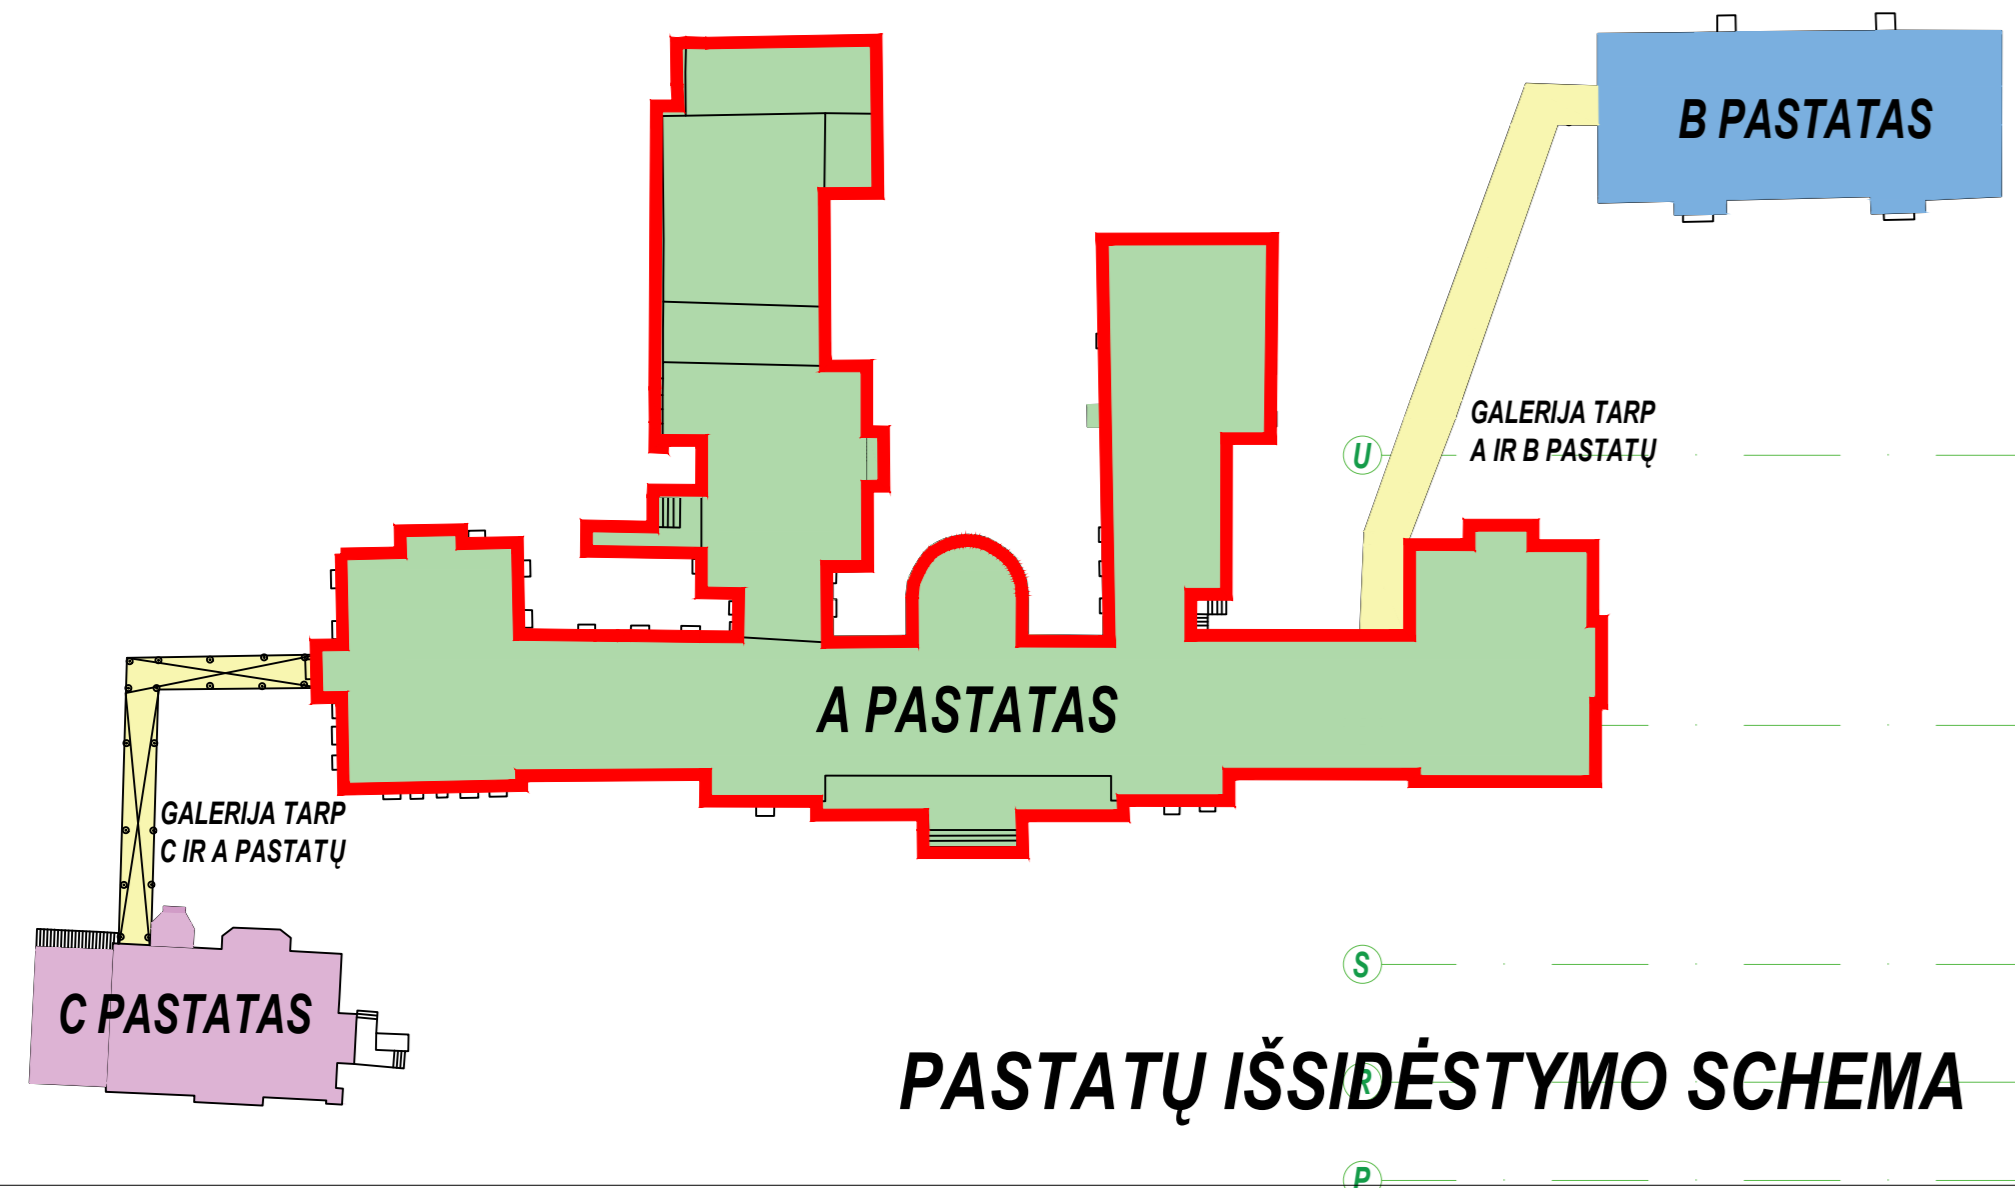 B PASTATAS
GALERIJA TARP
A IR B PASTATŲ
U
A PASTATAS
GALERIJA TARP
C IR A PASTATŲ
S
C PASTATAS
PASTATŲ IŠSIDĖSTYMO SCHEMA
R
P